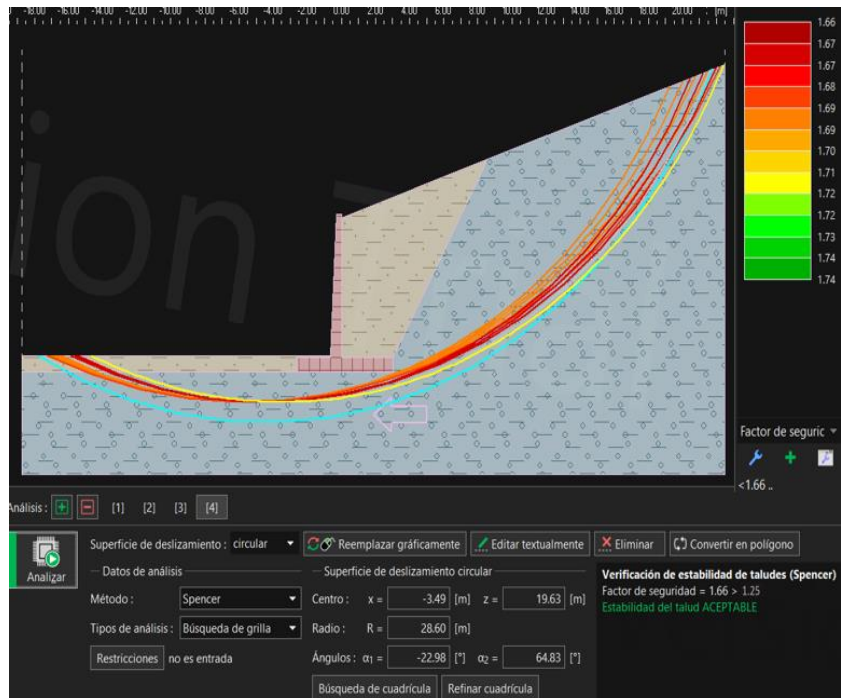 -18.00 -16.00 -14.00 -12.00 -10.00 -8.00 -6.00 -4.00 -2.00 0.00 2.00 4.00 6.00 8.00 10.00 12.00 14.00 16.00 18.00 20.00 [m]
1.66
1.67
1.67
1.68
1.69
1.69
1.70
1.71
1.72
1.72
1.73
1.74
1.74
ion
Factor de seguric
<1.66 ..
Análisis : [1] [2] [3] [4]
Analizar
Superficie de deslizamiento : circular Reemplazar gráficamente Editar textualmente Eliminar Convertir en polígono
Datos de análisis
Método : Spencer
Tipos de análisis : Búsqueda de grilla
Restricciones no es entrada
Superficie de deslizamiento circular
Centro : x = -3.49 [m] z = 19.63 [m]
Radio : R = 28.60 [m]
Ángulos : α1 = -22.98 [°] α2 = 64.83 [°]
Búsqueda de cuadrícula Refinar cuadrícula
Verificación de estabilidad de taludes (Spencer)
Factor de seguridad = 1.66 > 1.25
Estabilidad del talud ACEPTABLE